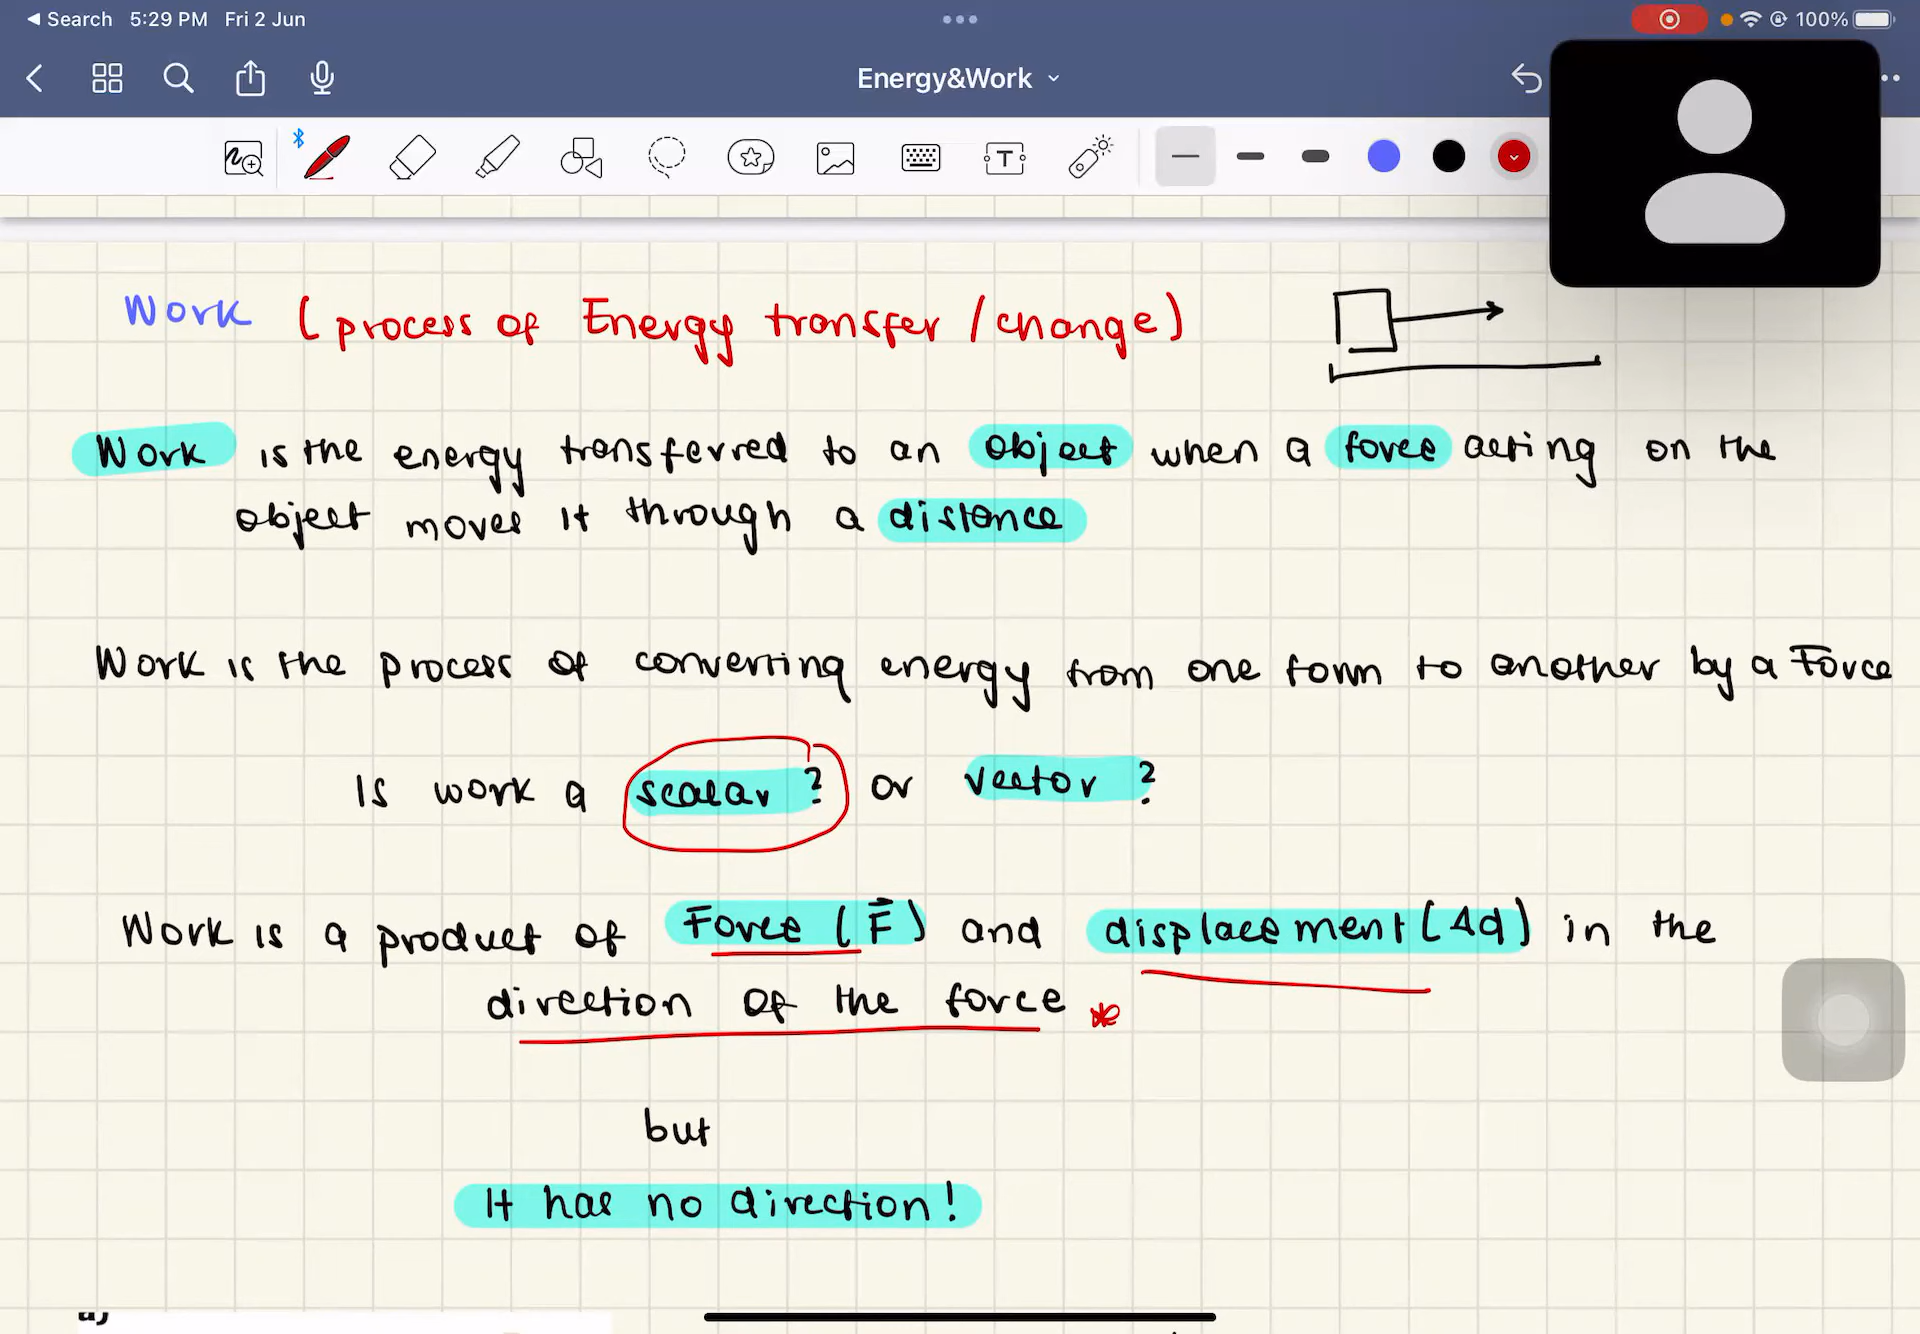 Search 5:29 PM Fri 2 Jun
100%
Energy&Work
T
Work (process of Energy transfer / change)
Work is the energy transferred to an object when a force acting on the
object moves it through a distance
Work is the process of converting energy from one form to another by a Force
Is work a scalar ? or vector ?
Work is a product of Force (F⃗) and displacement (Δd) in the
direction of the force *
but
It has no direction!